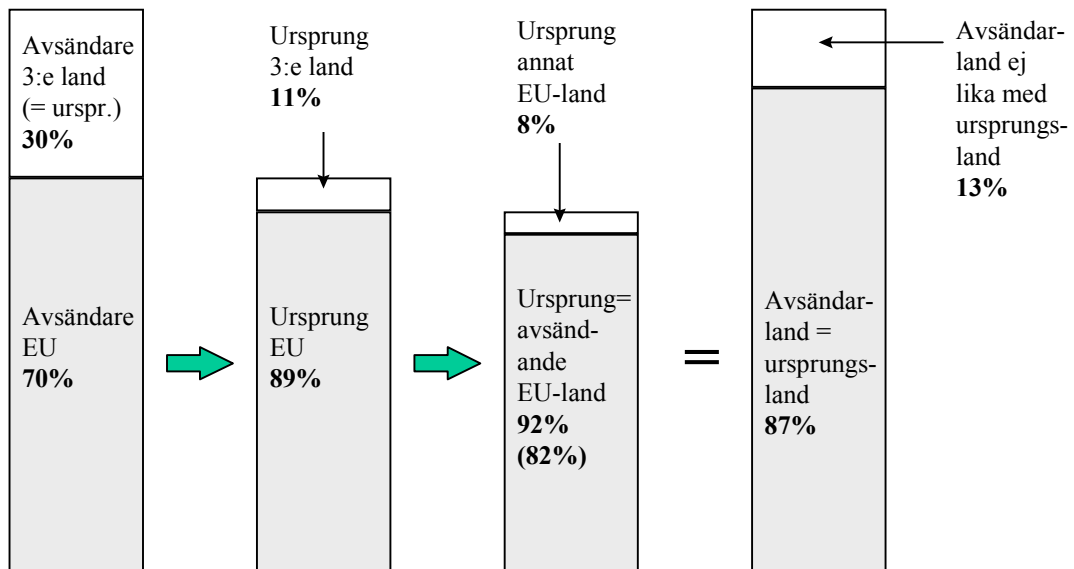 Avsändare
3:e land
(= urspr.)
30%
Avsändare
EU
70%
Ursprung
3:e land
11%
Ursprung
EU
89%
Ursprung
annat
EU-land
8%
Ursprung=
avsänd-
ande
EU-land
92%
(82%)
=
Avsändar-
land =
ursprungs-
land
87%
Avsändar-
land ej
lika med
ursprungs-
land
13%